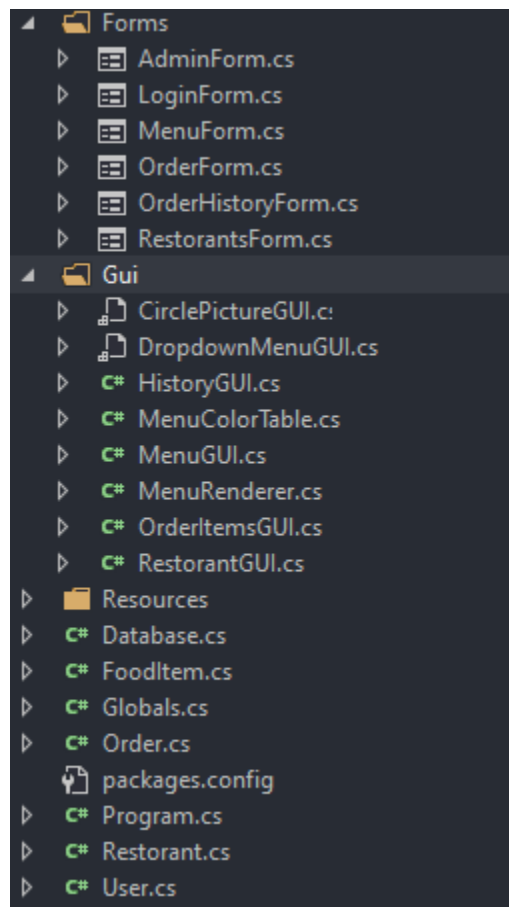 Forms
AdminForm.cs
LoginForm.cs
MenuForm.cs
OrderForm.cs
OrderHistoryForm.cs
RestorantsForm.cs
Gui
CirclePictureGUI.c:
DropdownMenuGUI.cs
C# HistoryGUI.cs
C# MenuColorTable.cs
C# MenuGUI.cs
C# MenuRenderer.cs
C# OrderItemsGUI.cs
C# RestorantGUI.cs
Resources
C# Database.cs
C# FoodItem.cs
C# Globals.cs
C# Order.cs
packages.config
C# Program.cs
C# Restorant.cs
C# User.cs